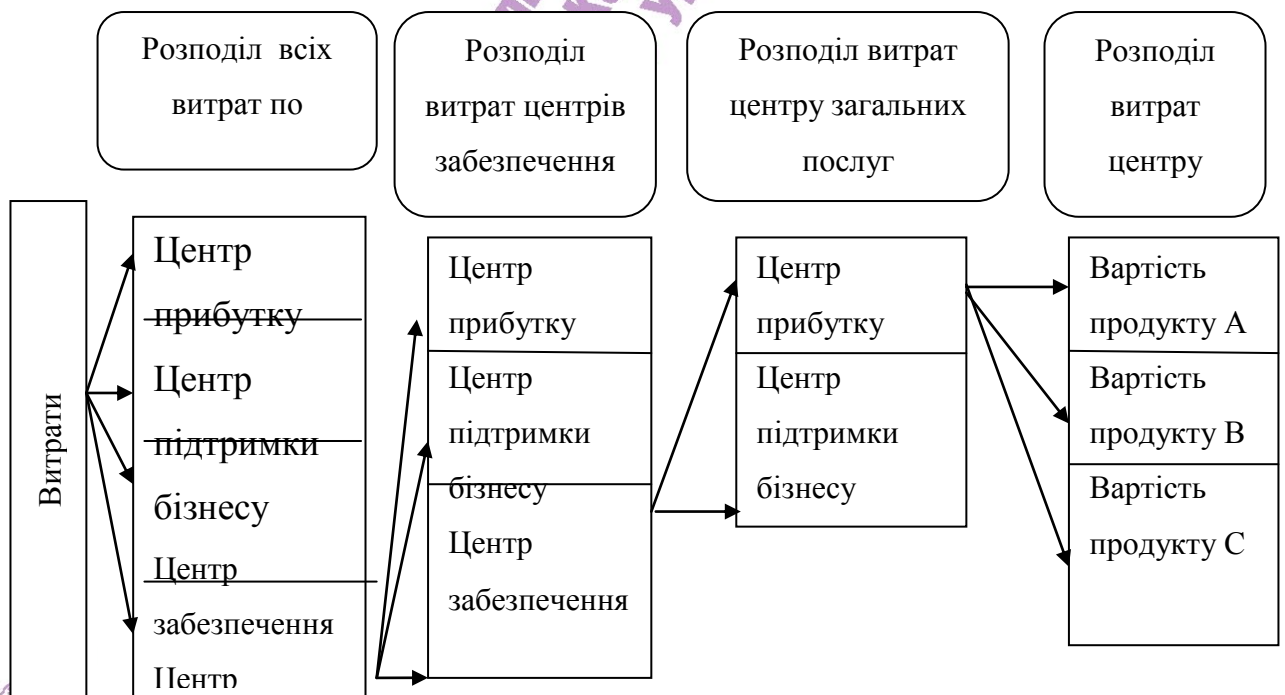 Розподіл всіх
витрат по
Розподіл
витрат центрів
забезпечення
Розподіл витрат
центру загальних
послуг
Розподіл
витрат
центру
Витрати
Центр
прибутку
Центр
підтримки
бізнесу
Центр
забезпечення
Центр
Центр
прибутку
Центр
підтримки
бізнесу
Центр
забезпечення
Центр
прибутку
Центр
підтримки
бізнесу
Вартість
продукту А
Вартість
продукту В
Вартість
продукту С